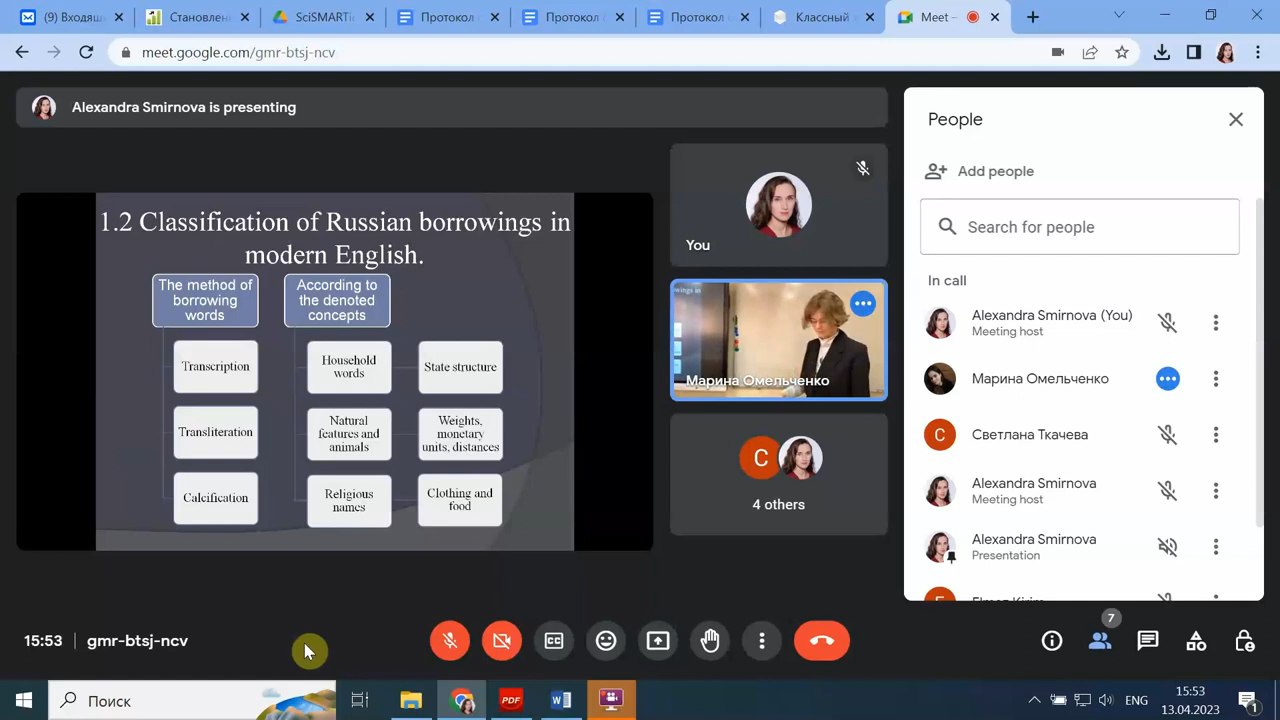 (9) Входящ
Становлен
SciSMARTi
Протокол
Протокол
Протокол
Классный
Meet –
meet.google.com/gmr-btsj-ncv
Alexandra Smirnova is presenting
1.2 Classification of Russian borrowings in
modern English.
The method of
borrowing
words
According to
the denoted
concepts
Transcription
Household
words
State structure
Transliteration
Natural
features and
animals
Weights,
monetary
units, distances
Calcification
Religious
names
Clothing and
food
You
wings in
Марина Омельченко
C
4 others
People
Add people
Search for people
In call
Alexandra Smirnova (You)
Meeting host
Марина Омельченко
C
Светлана Ткачева
Alexandra Smirnova
Meeting host
Alexandra Smirnova
Presentation
15:53
gmr-btsj-ncv
7
Поиск
PDF
ENG
15:53
13.04.2023
1